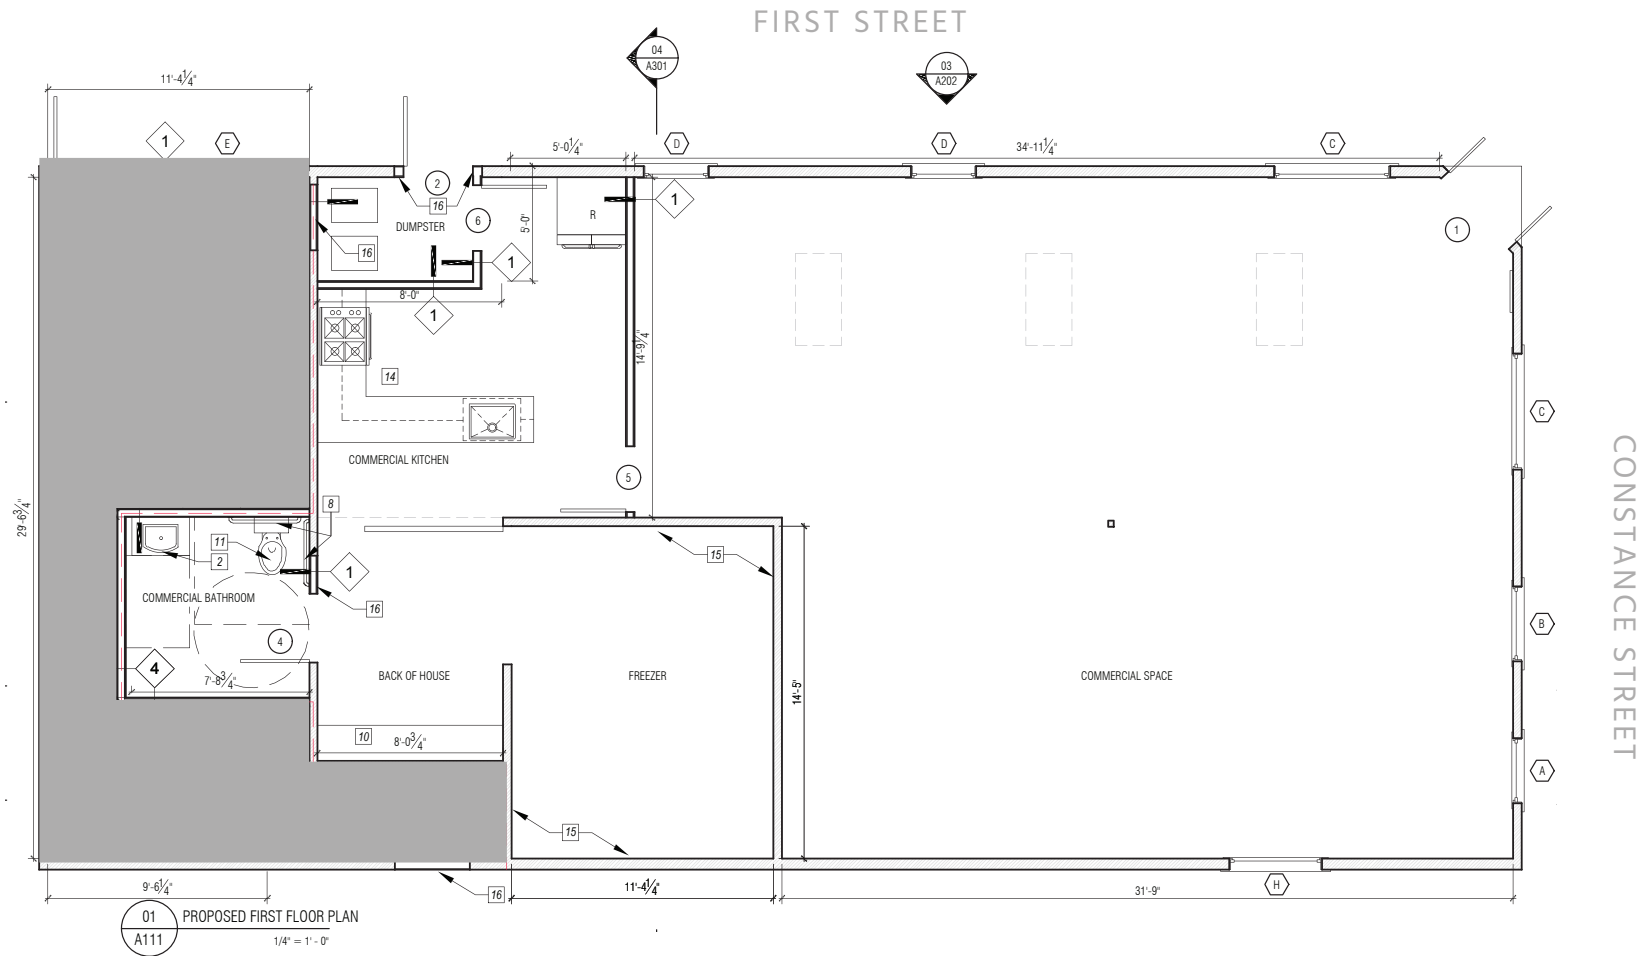 FIRST STREET
04
A301
03
A202
11'-4 1/4"
1
E
5'-0 1/4"
D
34'-11 1/4"
D
C
2
16
6
DUMPSTER
5'-0"
R
1
1
16
1
8'-0"
1
14'-9 1/4"
14
COMMERCIAL KITCHEN
5
C
CONSTANCE STREET
29'-6 3/4"
8
11
2
1
15
COMMERCIAL BATHROOM
16
4
B
4
7'-8 3/4"
BACK OF HOUSE
FREEZER
14'-5"
COMMERCIAL SPACE
10
8'-0 3/4"
A
15
16
9'-6 1/4"
11'-4 1/4"
31'-9"
H
01
A111
PROPOSED FIRST FLOOR PLAN
1/4" = 1' - 0"